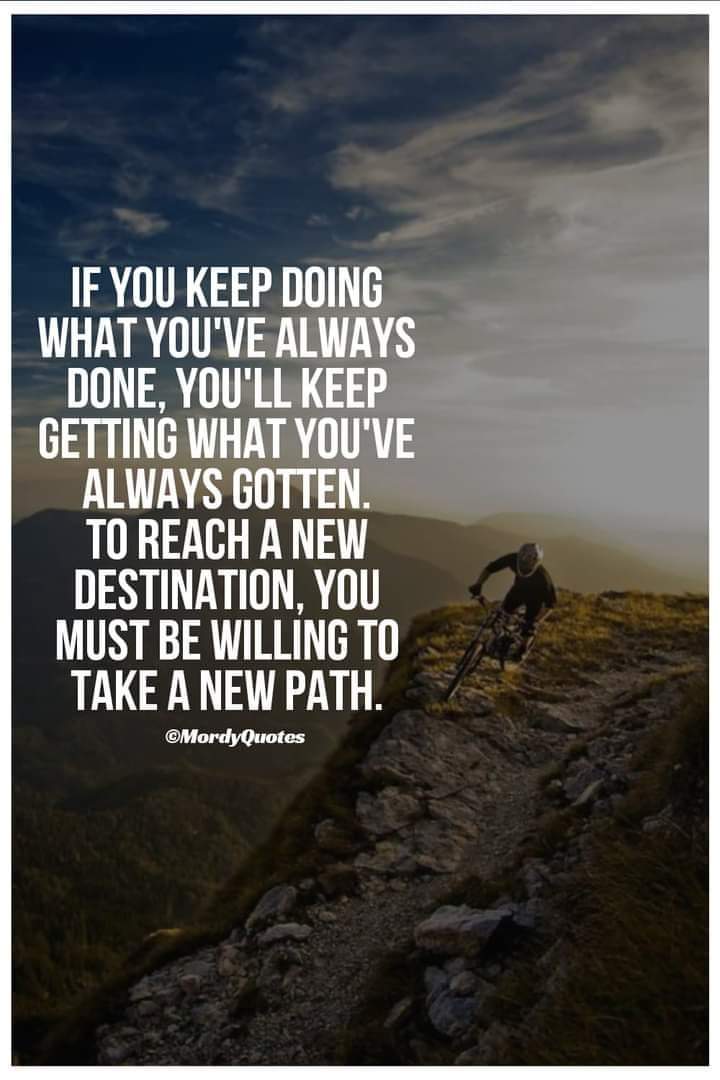 IF YOU KEEP DOING
WHAT YOU'VE ALWAYS
DONE, YOU'LL KEEP
GETTING WHAT YOU'VE
ALWAYS GOTTEN.
TO REACH A NEW
DESTINATION, YOU
MUST BE WILLING TO
TAKE A NEW PATH.
©MordyQuotes